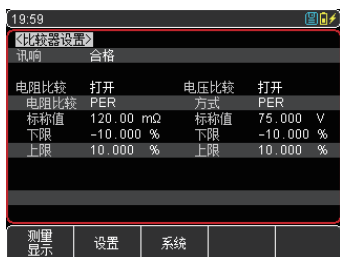 19:59
<比较器设置>
讯响 合格
电阻比较 打开 电压比较 打开
电阻比较 PER 方式 PER
标称值 120.00 mΩ 标称值 75.000 V
下限 -10.000 % 下限 -10.000 %
上限 10.000 % 上限 10.000 %
测量显示 设置 系统